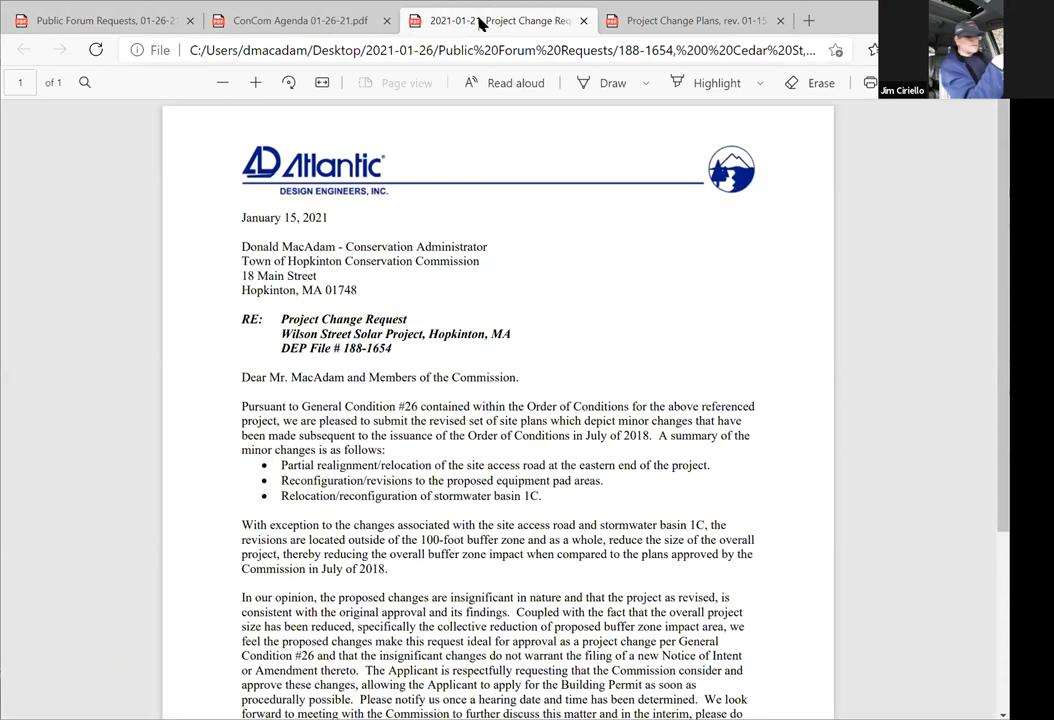 Public Forum Requests, 01-26-2
ConCom Agenda 01-26-21.pdf
2021-01-2 Project Change Req
Project Change Plans, rev. 01-15
File
C:/Users/dmacadam/Desktop/2021-01-26/Public%20Forum%20Requests/188-1654,%200%20Cedar%20St,...
1 of 1
Page view
Read aloud
Draw
Highlight
Erase
Jim Ciriello
Atlantic
DESIGN ENGINEERS, INC.
January 15, 2021
Donald MacAdam - Conservation Administrator
Town of Hopkinton Conservation Commission
18 Main Street
Hopkinton, MA 01748
RE: Project Change Request
Wilson Street Solar Project, Hopkinton, MA
DEP File # 188-1654
Dear Mr. MacAdam and Members of the Commission.
Pursuant to General Condition #26 contained within the Order of Conditions for the above referenced
project, we are pleased to submit the revised set of site plans which depict minor changes that have
been made subsequent to the issuance of the Order of Conditions in July of 2018. A summary of the
minor changes is as follows:
• Partial realignment/relocation of the site access road at the eastern end of the project.
• Reconfiguration/revisions to the proposed equipment pad areas.
• Relocation/reconfiguration of stormwater basin 1C.
With exception to the changes associated with the site access road and stormwater basin 1C, the
revisions are located outside of the 100-foot buffer zone and as a whole, reduce the size of the overall
project, thereby reducing the overall buffer zone impact when compared to the plans approved by the
Commission in July of 2018.
In our opinion, the proposed changes are insignificant in nature and that the project as revised, is
consistent with the original approval and its findings. Coupled with the fact that the overall project
size has been reduced, specifically the collective reduction of proposed buffer zone impact area, we
feel the proposed changes make this request ideal for approval as a project change per General
Condition #26 and that the insignificant changes do not warrant the filing of a new Notice of Intent
or Amendment thereto. The Applicant is respectfully requesting that the Commission consider and
approve these changes, allowing the Applicant to apply for the Building Permit as soon as
procedurally possible. Please notify us once a hearing date and time has been determined. We look
forward to meeting with the Commission to further discuss this matter and in the interim, please do